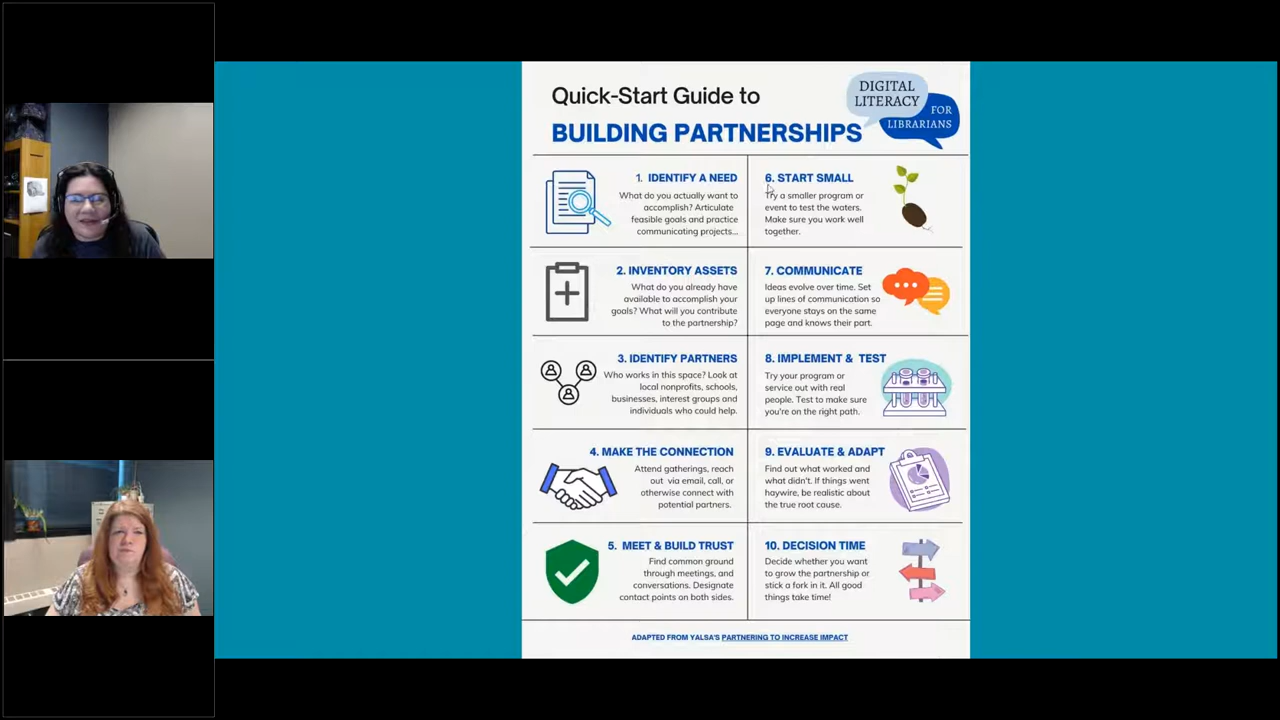 Quick-Start Guide to
BUILDING PARTNERSHIPS
DIGITAL
LITERACY
FOR
LIBRARIANS
1. IDENTIFY A NEED
What do you actually want to
accomplish? Articulate
feasible goals and practice
communicating projects...
2. INVENTORY ASSETS
What do you already have
available to accomplish your
goals? What will you contribute
to the partnership?
3. IDENTIFY PARTNERS
Who works in this space? Look at
local nonprofits, schools,
businesses, interest groups and
individuals who could help.
4. MAKE THE CONNECTION
Attend gatherings, reach
out via email, call, or
otherwise connect with
potential partners.
5. MEET & BUILD TRUST
Find common ground
through meetings, and
conversations. Designate
contact points on both sides.
6. START SMALL
Try a smaller program or
event to test the waters.
Make sure you work well
together.
7. COMMUNICATE
Ideas evolve over time. Set
up lines of communication so
everyone stays on the same
page and knows their part.
8. IMPLEMENT & TEST
Try your program or
service out with real
people. Test to make sure
you're on the right path.
9. EVALUATE & ADAPT
Find out what worked and
what didn't. If things went
haywire, be realistic about
the true root cause.
10. DECISION TIME
Decide whether you want
to grow the partnership or
stick a fork in it. All good
things take time!
ADAPTED FROM YALSA'S PARTNERING TO INCREASE IMPACT